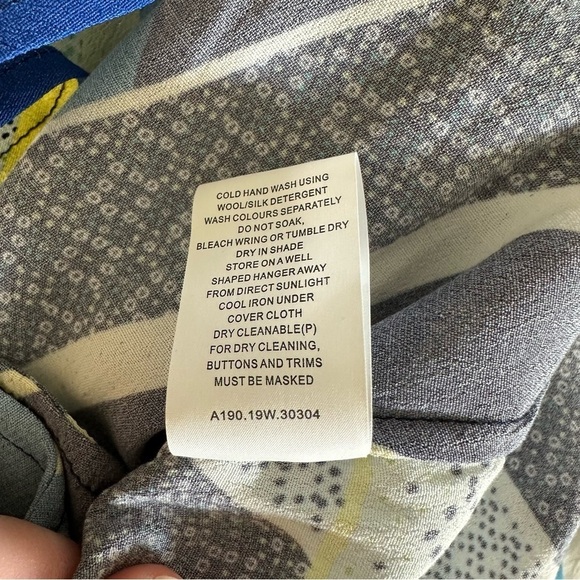 COLD HAND WASH USING
WOOL/SILK DETERGENT
WASH COLOURS SEPARATELY
DO NOT SOAK,
BLEACH WRING OR TUMBLE DRY
DRY IN SHADE
STORE ON A WELL
SHAPED HANGER AWAY
FROM DIRECT SUNLIGHT
COOL IRON UNDER
COVER CLOTH
DRY CLEANABLE(P)
FOR DRY CLEANING,
BUTTONS AND TRIMS
MUST BE MASKED
A190.19W.30304